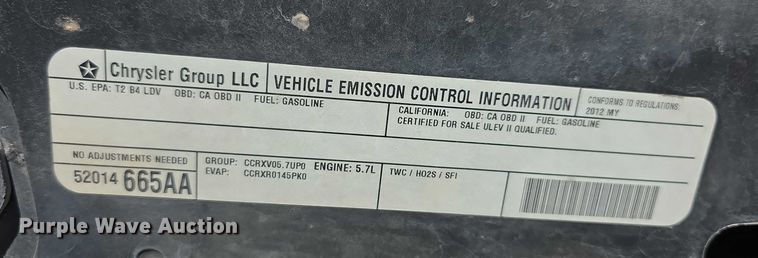 Chrysler Group LLC
VEHICLE EMISSION CONTROL INFORMATION
CONFORMS TO REGULATIONS:
2012 MY
U.S. EPA: T2 B4 LDV OBD: CA OBD II FUEL: GASOLINE
CALIFORNIA: OBD: CA OBD II FUEL: GASOLINE
CERTIFIED FOR SALE ULEV II QUALIFIED.
NO ADJUSTMENTS NEEDED
52014 665AA
GROUP: CCRXV05.7UP0 ENGINE: 5.7L
EVAP: CCRXR0145PK0
TWC / HO2S / SFI
Purple Wave Auction